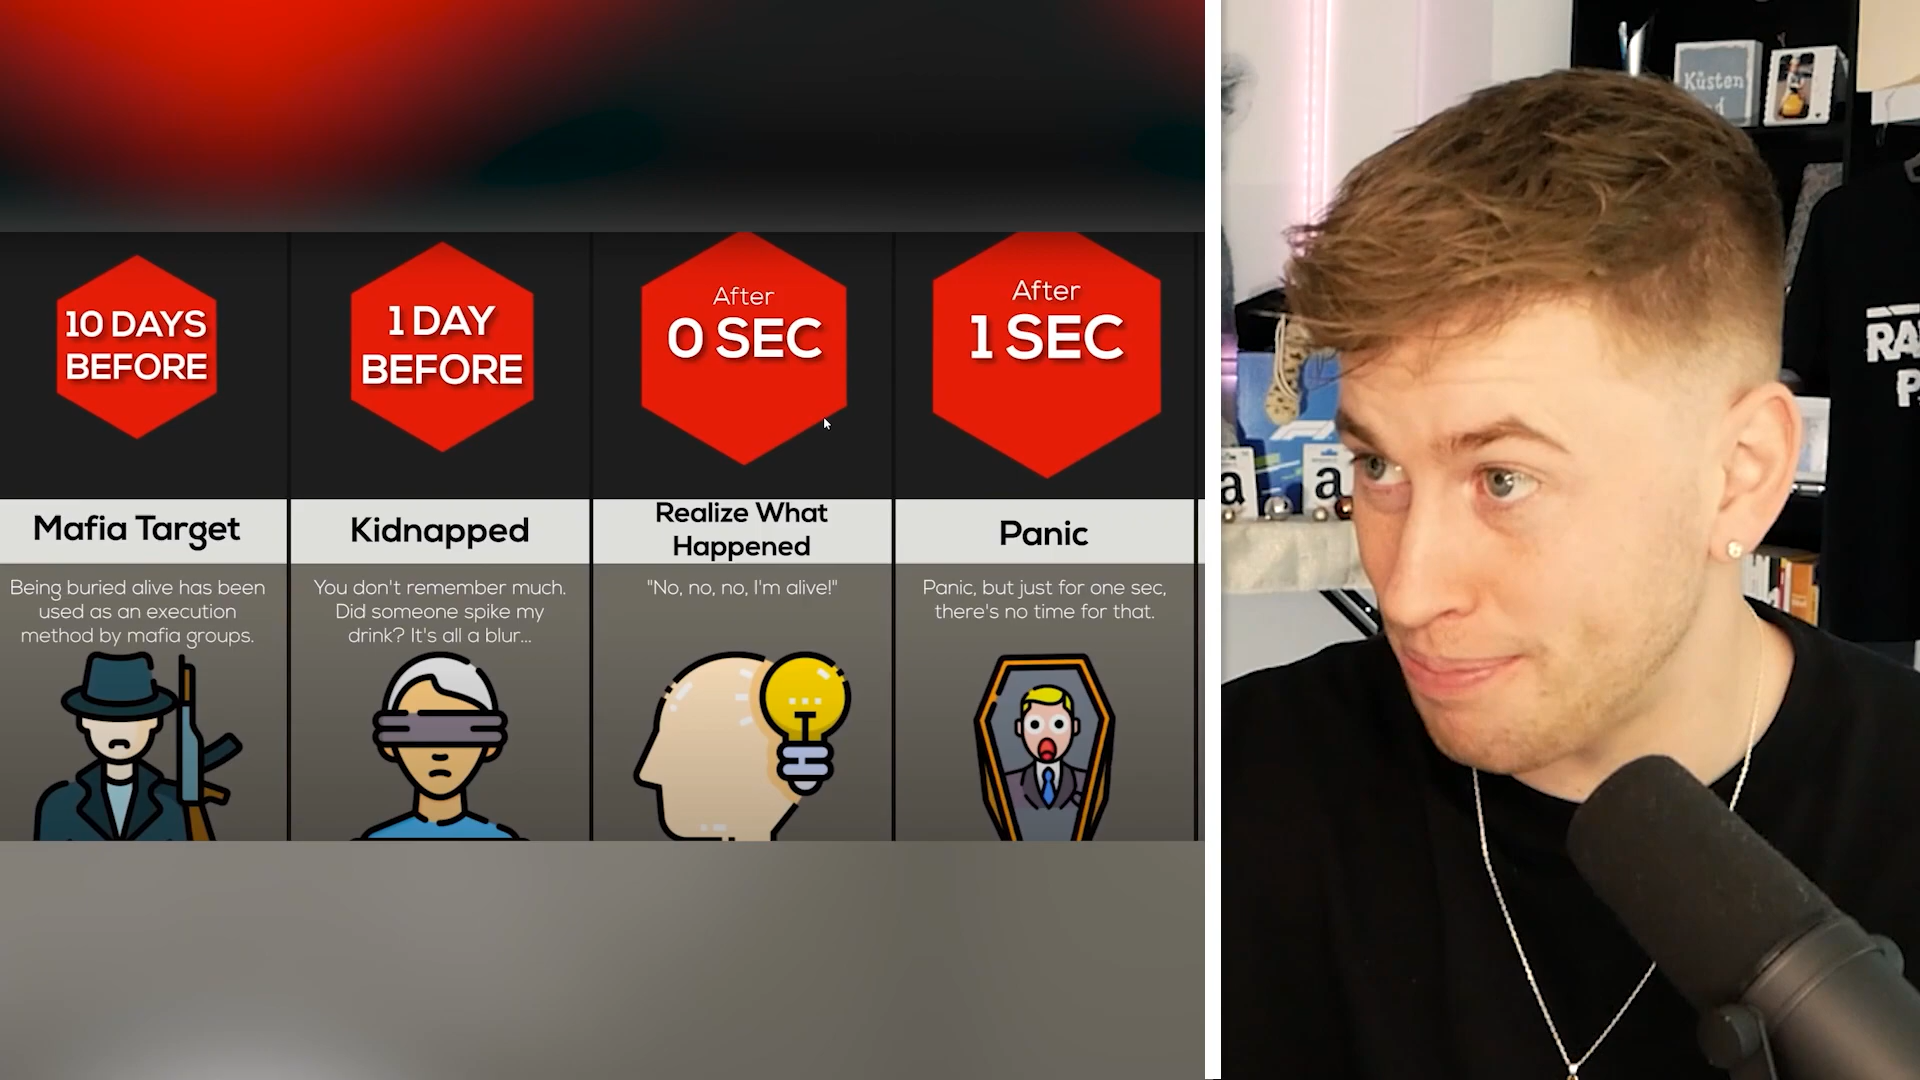 10 DAYS
BEFORE
Mafia Target
Being buried alive has been
used as an execution
method by mafia groups.
1 DAY
BEFORE
Kidnapped
You don't remember much.
Did someone spike my
drink? It's all a blur...
After
0 SEC
Realize What
Happened
"No, no, no, I'm alive!"
After
1 SEC
Panic
Panic, but just for one sec,
there's no time for that.
Küsten
a
a